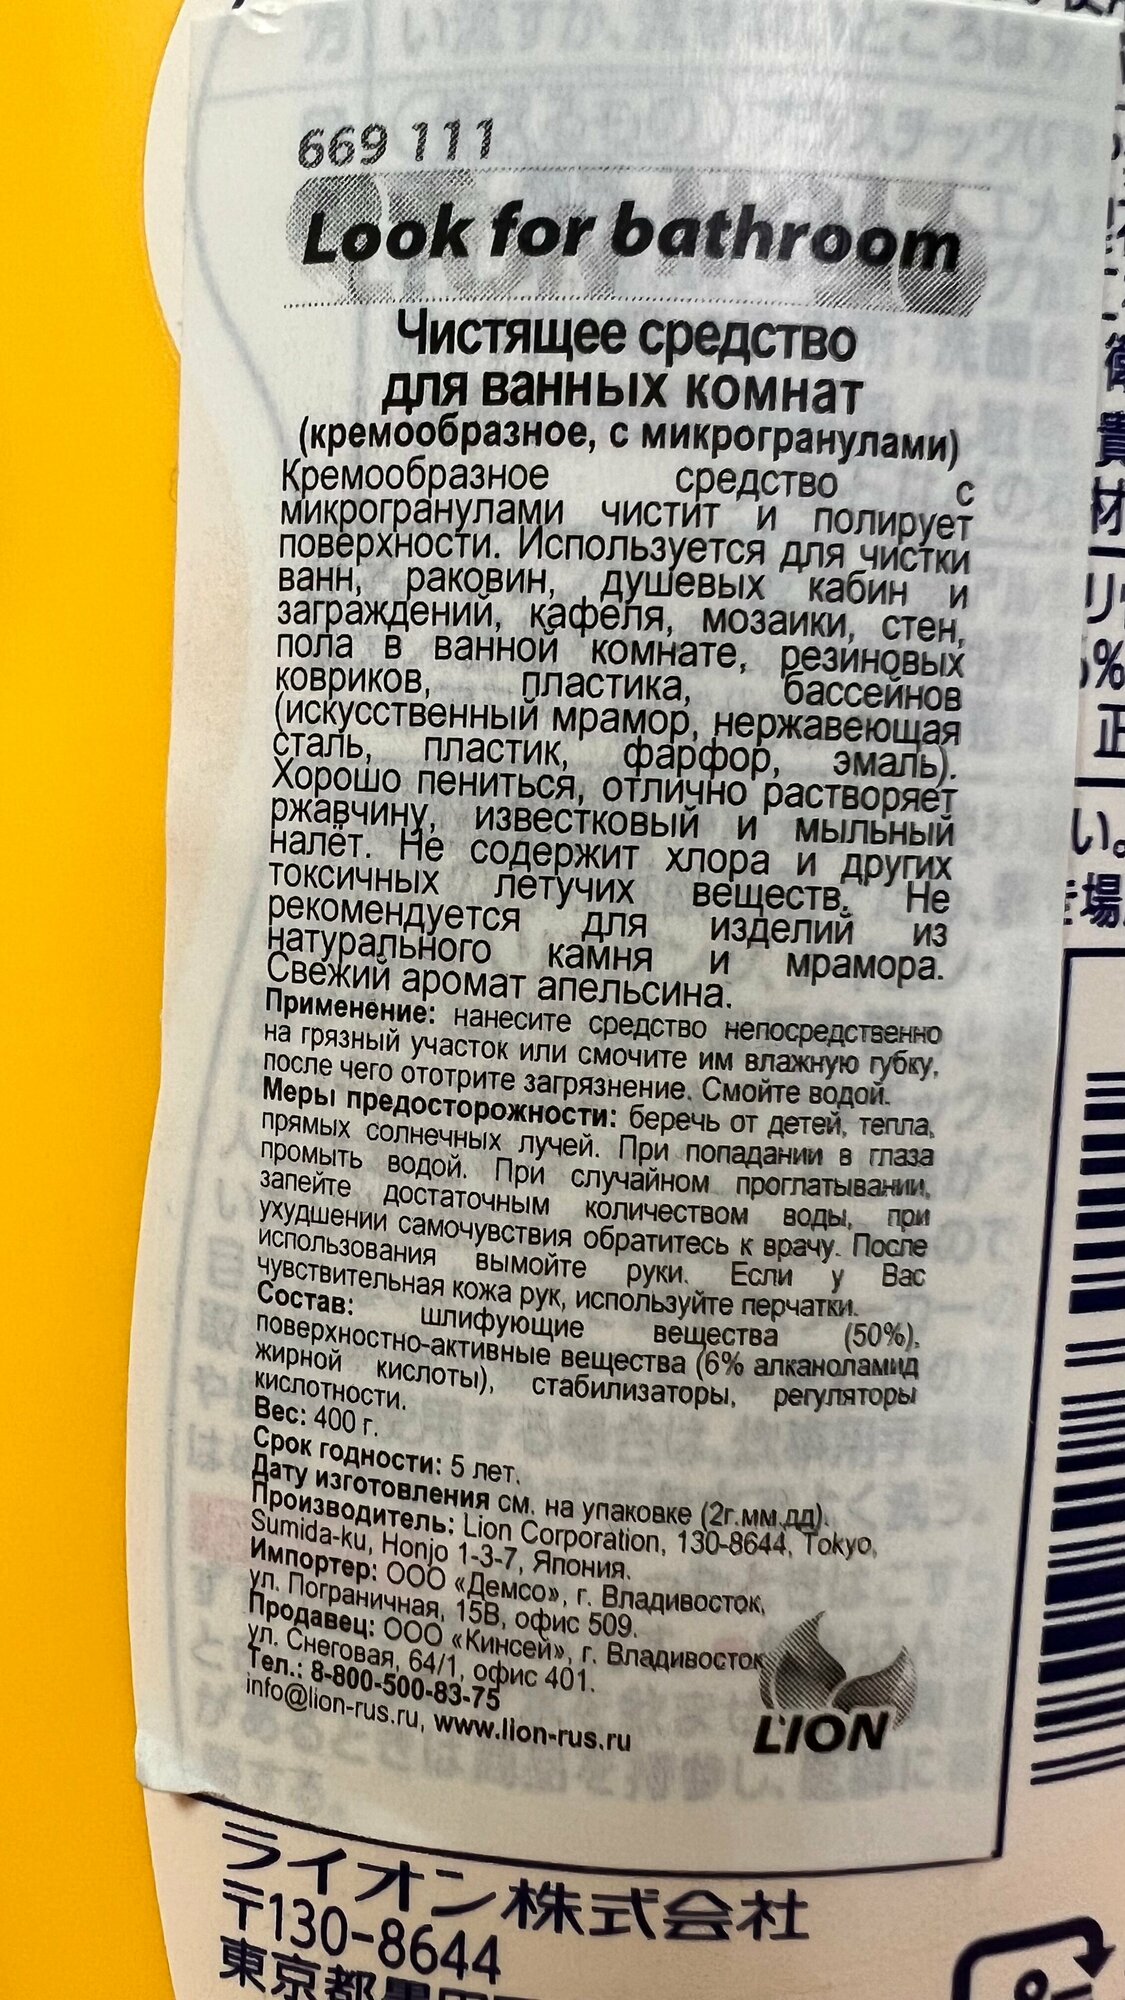 669 111
Look for bathroom
Чистящее средство
для ванных комнат
(кремообразное, с микрогранулами)
Кремообразное средство с
микрогранулами чистит и полирует
поверхности. Используется для чистки
ванн, раковин, душевых кабин и
заграждений, кафеля, мозаики, стен,
пола в ванной комнате, резиновых
ковриков, пластика, бассейнов
(искусственный мрамор, нержавеющая
сталь, пластик, фарфор, эмаль).
Хорошо пениться, отлично растворяет
ржавчину, известковый и мыльный
налёт. Не содержит хлора и других
токсичных летучих веществ. Не
рекомендуется для изделий из
натурального камня и мрамора.
Свежий аромат апельсина.
Применение: нанесите средство непосредственно
на грязный участок или смочите им влажную губку,
после чего ототрите загрязнение. Смойте водой.
Меры предосторожности: беречь от детей, тепла,
прямых солнечных лучей. При попадании в глаза
промыть водой. При случайном проглатывании,
запейте достаточным количеством воды, при
ухудшении самочувствия обратитесь к врачу. После
использования вымойте руки. Если у Вас
чувствительная кожа рук, используйте перчатки.
Состав: шлифующие вещества (50%),
поверхностно-активные вещества (6% алканоламид
жирной кислоты), стабилизаторы, регуляторы
кислотности.
Вес: 400 г.
Срок годности: 5 лет.
Дату изготовления см. на упаковке (2г.мм.дд).
Производитель: Lion Corporation, 130-8644, Tokyo,
Sumida-ku, Honjo 1-3-7, Япония.
Импортер: ООО «Демсо», г. Владивосток,
ул. Пограничная, 15В, офис 509.
Продавец: ООО «Кинсей», г. Владивосток
ул. Снеговая, 64/1, офис 401.
Тел.: 8-800-500-83-75
info@lion-rus.ru, www.lion-rus.ru
LION
ライオン株式会社
〒130-8644
東京都